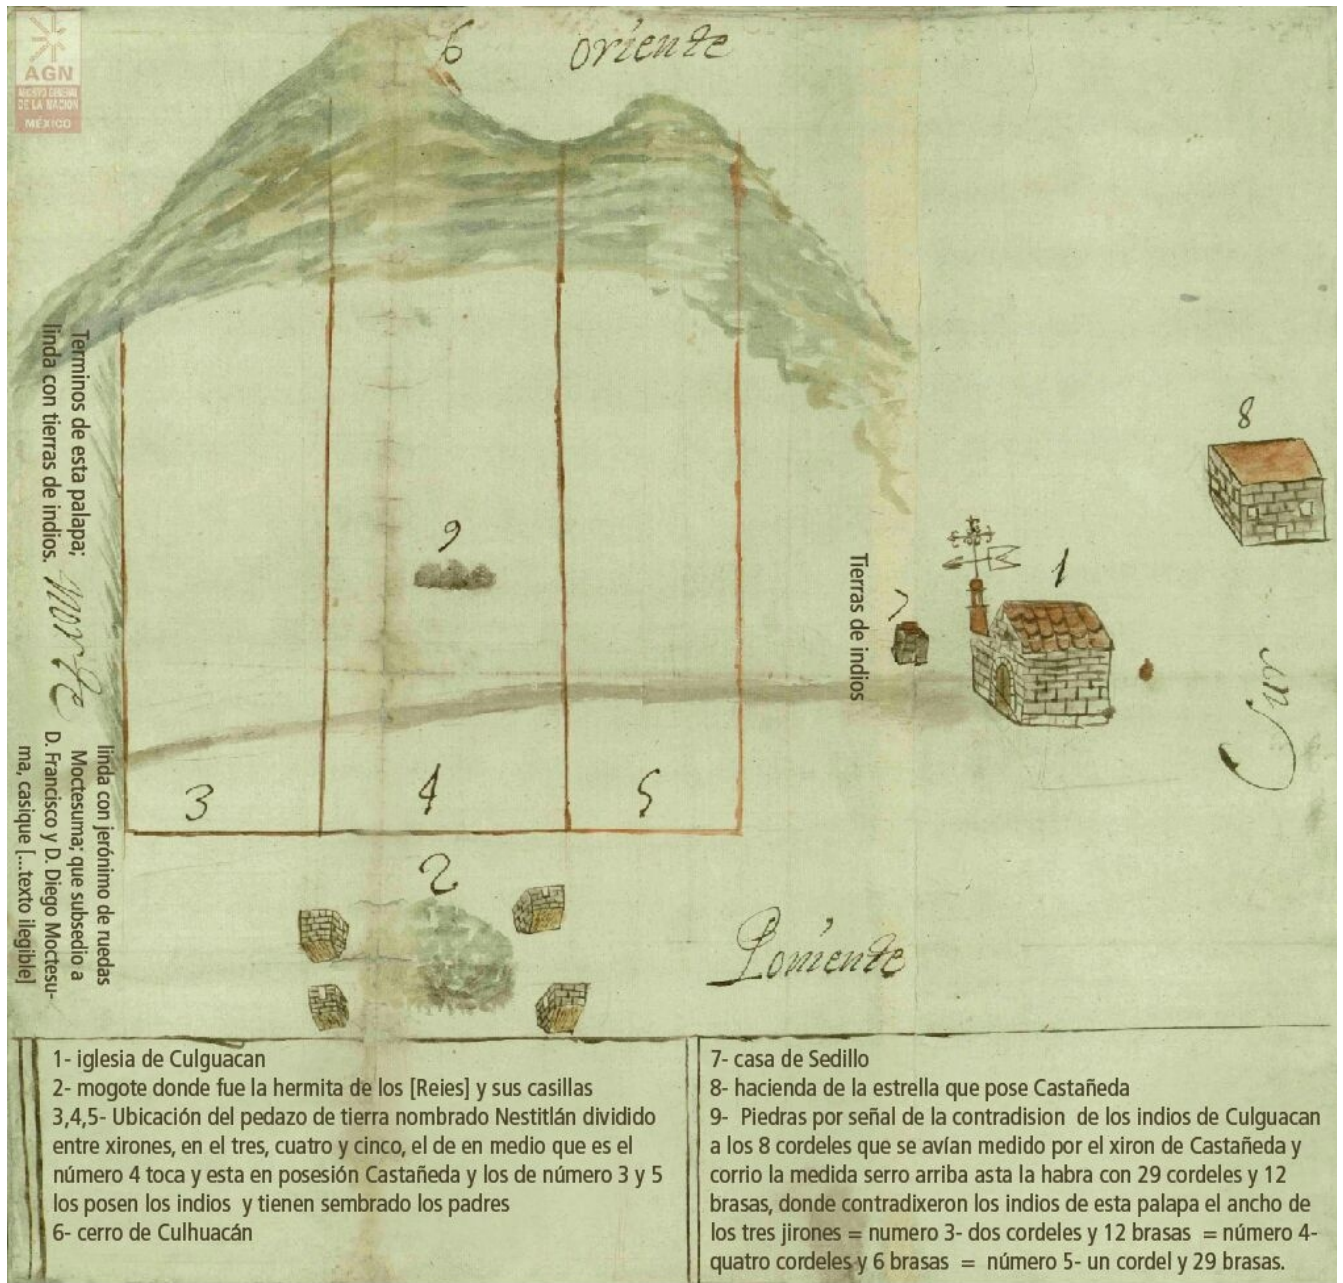 AGN
ARCHIVO GENERAL
DE LA NACION
MÉXICO
6
oriente
8
9
1
7
Terminos de esta palapa;
linda con tierras de indios.
Norte
Tierras de indios
Sur
linda con jerónimo de ruedas
Moctesuma; que subsedio a
D. Francisco y D. Diego Moctesu-
ma, casique [...texto ilegible]
3
4
5
2
Poniente
1- iglesia de Culguacan
2- mogote donde fue la hermita de los [Reies] y sus casillas
3,4,5- Ubicación del pedazo de tierra nombrado Nestitlán dividido
entre xirones, en el tres, cuatro y cinco, el de en medio que es el
número 4 toca y esta en posesión Castañeda y los de número 3 y 5
los posen los indios y tienen sembrado los padres
6- cerro de Culhuacán
7- casa de Sedillo
8- hacienda de la estrella que pose Castañeda
9- Piedras por señal de la contradision de los indios de Culguacan
a los 8 cordeles que se avían medido por el xiron de Castañeda y
corrio la medida serro arriba asta la habra con 29 cordeles y 12
brasas, donde contradixeron los indios de esta palapa el ancho de
los tres jirones = numero 3- dos cordeles y 12 brasas = número 4-
quatro cordeles y 6 brasas = número 5- un cordel y 29 brasas.